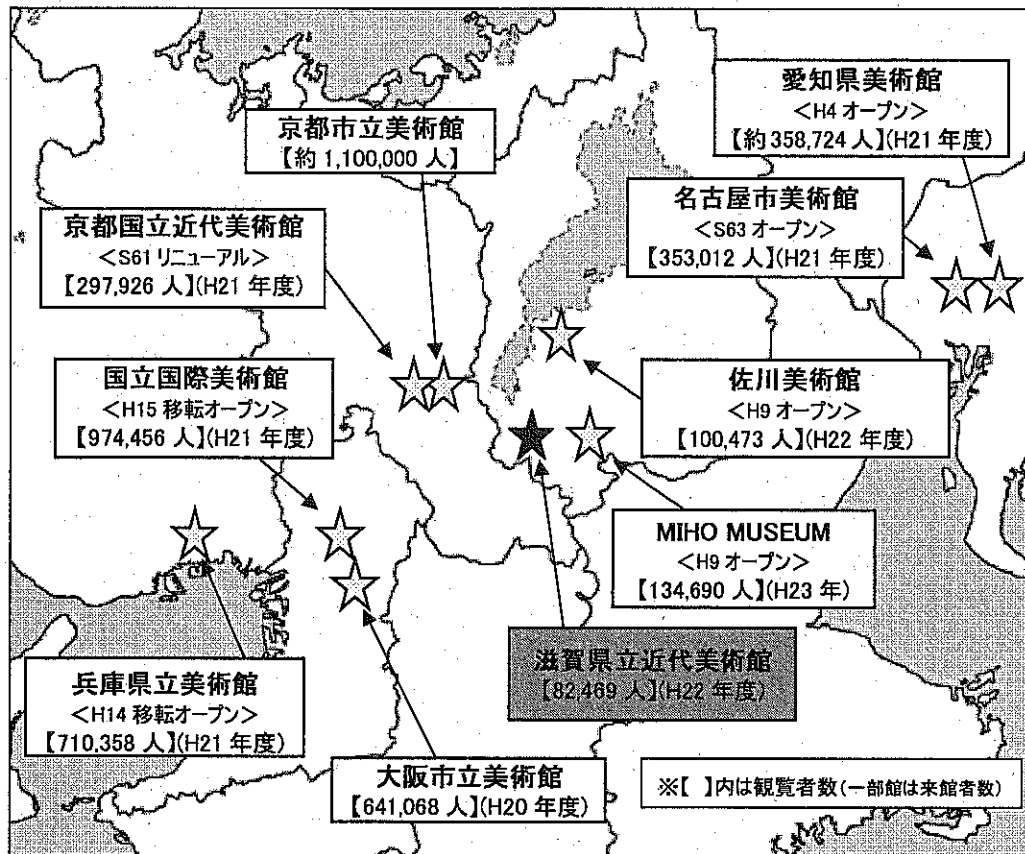 愛知県美術館
<H4 オープン>
【約 358,724 人】(H21 年度)
京都市立美術館
【約 1,100,000 人】
名古屋市美術館
<S63 オープン>
【353,012 人】(H21 年度)
京都国立近代美術館
<S61 リニューアル>
【297,926 人】(H21 年度)
国立国際美術館
<H15 移転オープン>
【974,456 人】(H21 年度)
佐川美術館
<H9 オープン>
【100,473 人】(H22 年度)
MIHO MUSEUM
<H9 オープン>
【134,690 人】(H23 年)
滋賀県立近代美術館
【82,469 人】(H22 年度)
兵庫県立美術館
<H14 移転オープン>
【710,358 人】(H21 年度)
大阪市立美術館
【641,068 人】(H20 年度)
※【 】内は観覧者数(一部館は来館者数)